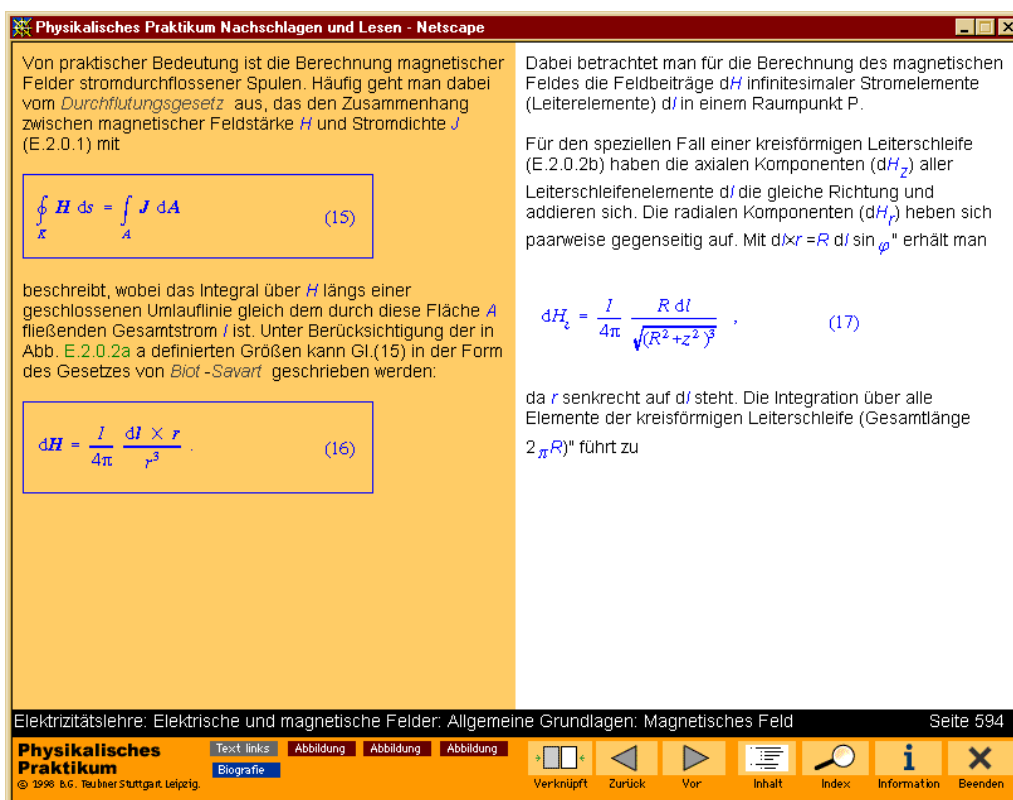 Physikalisches Praktikum Nachschlagen und Lesen - Netscape
Von praktischer Bedeutung ist die Berechnung magnetischer
Felder stromdurchflossener Spulen. Häufig geht man dabei
vom Durchflutungsgesetz aus, das den Zusammenhang
zwischen magnetischer Feldstärke H und Stromdichte J
(E.2.0.1) mit
∮_K H ds = ∫_A J dA (15)
beschreibt, wobei das Integral über H längs einer
geschlossenen Umlauflinie gleich dem durch diese Fläche A
fließenden Gesamtstrom I ist. Unter Berücksichtigung der in
Abb. E.2.0.2a a definierten Größen kann Gl.(15) in der Form
des Gesetzes von Biot -Savart geschrieben werden:
dH = I/4π dl × r/r³ . (16)
Dabei betrachtet man für die Berechnung des magnetischen
Feldes die Feldbeiträge dH infinitesimaler Stromelemente
(Leiterelemente) dl in einem Raumpunkt P.
Für den speziellen Fall einer kreisförmigen Leiterschleife
(E.2.0.2b) haben die axialen Komponenten (dH_Z) aller
Leiterschleifenelemente dl die gleiche Richtung und
addieren sich. Die radialen Komponenten (dH_r) heben sich
paarweise gegenseitig auf. Mit dl×r =R dl sin φ" erhält man
dH_z = I/4π R dl/√(R²+z²)³ , (17)
da r senkrecht auf dl steht. Die Integration über alle
Elemente der kreisförmigen Leiterschleife (Gesamtlänge
2πR)" führt zu
Elektrizitätslehre: Elektrische und magnetische Felder: Allgemeine Grundlagen: Magnetisches Feld Seite 594
Physikalisches
Praktikum
© 1998 B.G. Teubner Stuttgart Leipzig.
Text links Abbildung Abbildung Abbildung
Biografie
Verknüpft Zurück Vor Inhalt Index Information Beenden